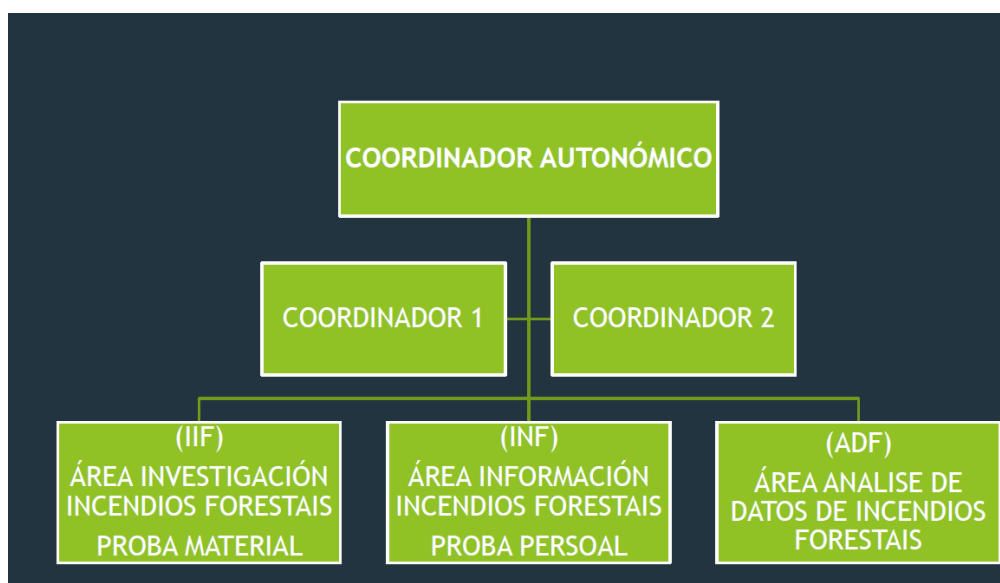 COORDINADOR AUTONÓMICO
COORDINADOR 1
COORDINADOR 2
(IIF)
ÁREA INVESTIGACIÓN
INCENDIOS FORESTAIS
PROBA MATERIAL
(INF)
ÁREA INFORMACIÓN
INCENDIOS FORESTAIS
PROBA PERSOAL
(ADF)
ÁREA ANALISE DE
DATOS DE INCENDIOS
FORESTAIS